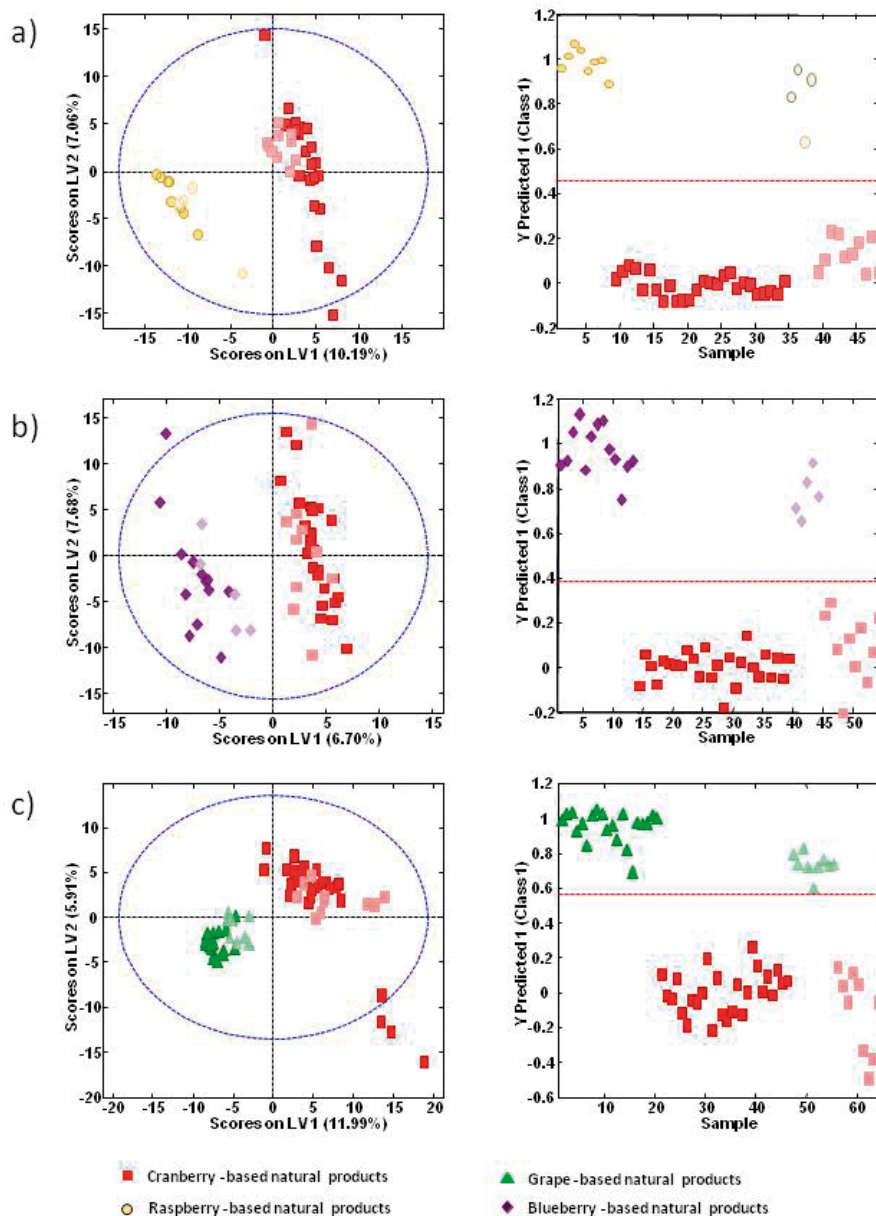 a)
15
10
5
0
-5
-10
-15
Scores on LV 2 (7.06%)
-15 -10 -5 0 5 10 15
Scores on LV 1 (10.19%)
1.2
1
0.8
0.6
0.4
0.2
0
-0.2
Y Predicted 1 (Class 1)
5 10 15 20 25 30 35 40 45
Sample
b)
15
10
5
0
-5
-10
-15
Scores on LV 2 (7.68%)
-15 -10 -5 0 5 10 15
Scores on LV 1 (6.70%)
1.2
1
0.8
0.6
0.4
0.2
0
-0.2
Y Predicted 1 (Class 1)
5 10 15 20 25 30 35 40 45 50
Sample
c)
10
5
0
-5
-10
-15
-20
Scores on LV 2 (5.91%)
-20 -15 -10 -5 0 5 10 15 20
Scores on LV 1 (11.99%)
1.2
1
0.8
0.6
0.4
0.2
0
-0.2
-0.4
-0.6
Y Predicted 1 (Class 1)
10 20 30 40 50 60
Sample
Cranberry -based natural products
Grape -based natural products
Raspberry -based natural products
Blueberry -based natural products